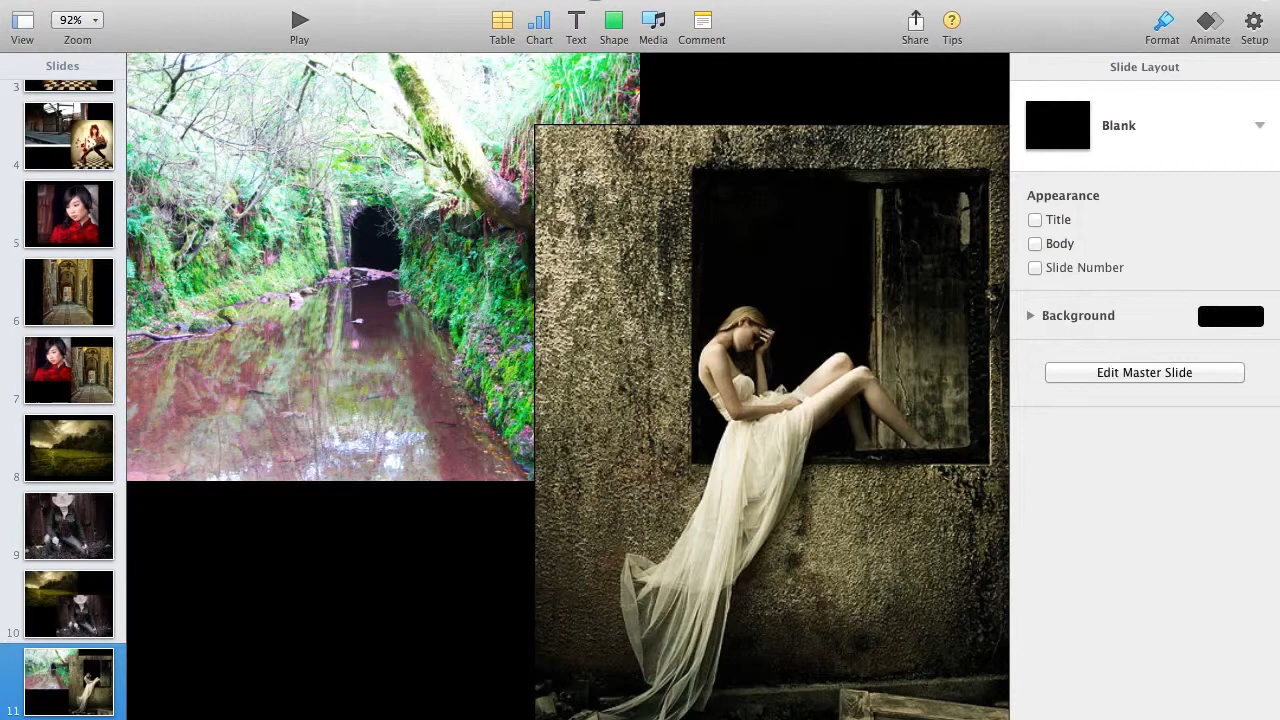 92%
View
Zoom
Play
Table
Chart
Text
Shape
Media
Comment
Share
Tips
Format
Animate
Setup
Slides
3
4
5
6
7
8
9
10
11
Slide Layout
Blank
Appearance
Title
Body
Slide Number
Background
Edit Master Slide